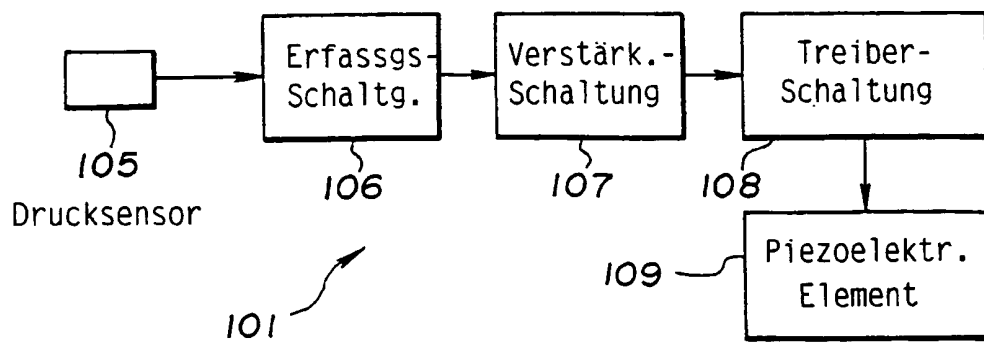 Erfassgs-
Schaltg.
Verstärk.-
Schaltung
Treiber-
Schaltung
105
106
107
108
Drucksensor
109
Piezoelektr.
Element
101